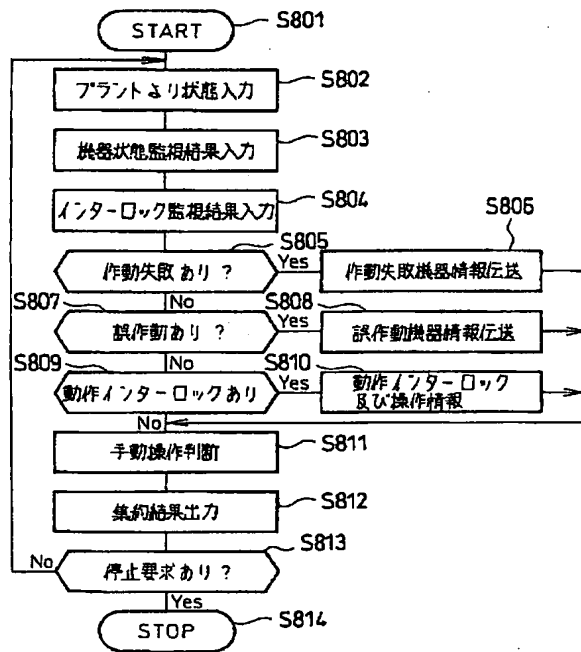 START
S801
プラントより状態入力
S802
機器状態監視結果入力
S803
インターロック監視結果入力
S804
作動失敗あり？
S805
Yes
作動失敗機器情報伝送
S806
No
S807
誤作動あり？
Yes
誤作動機器情報伝送
S808
No
S809
動作インターロックあり
Yes
S810
動作インターロック
及び操作情報
No
手動操作判断
S811
集約結果出力
S812
停止要求あり？
S813
No
Yes
STOP
S814